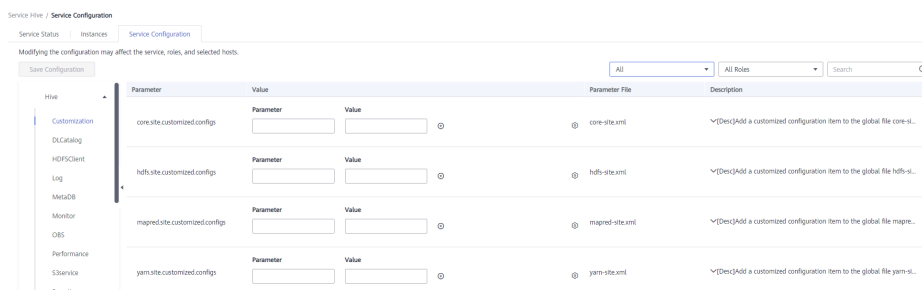 Service Hive / Service Configuration
Service Status Instances Service Configuration
Modifying the configuration may affect the service, roles, and selected hosts.
Save Configuration All All Roles Search
Hive
Customization
DLCatalog
HDFSClient
Log
MetaDB
Monitor
OBS
Performance
S3service
Parameter Value Parameter File Description
Parameter Value
core.site.customized.configs core-site.xml [Desc]Add a customized configuration item to the global file core-si...
Parameter Value
hdfs.site.customized.configs hdfs-site.xml [Desc]Add a customized configuration item to the global file hdfs-si...
Parameter Value
mapred.site.customized.configs mapred-site.xml [Desc]Add a customized configuration item to the global file mapre...
Parameter Value
yarn.site.customized.configs yarn-site.xml [Desc]Add a customized configuration item to the global file yarn-si...